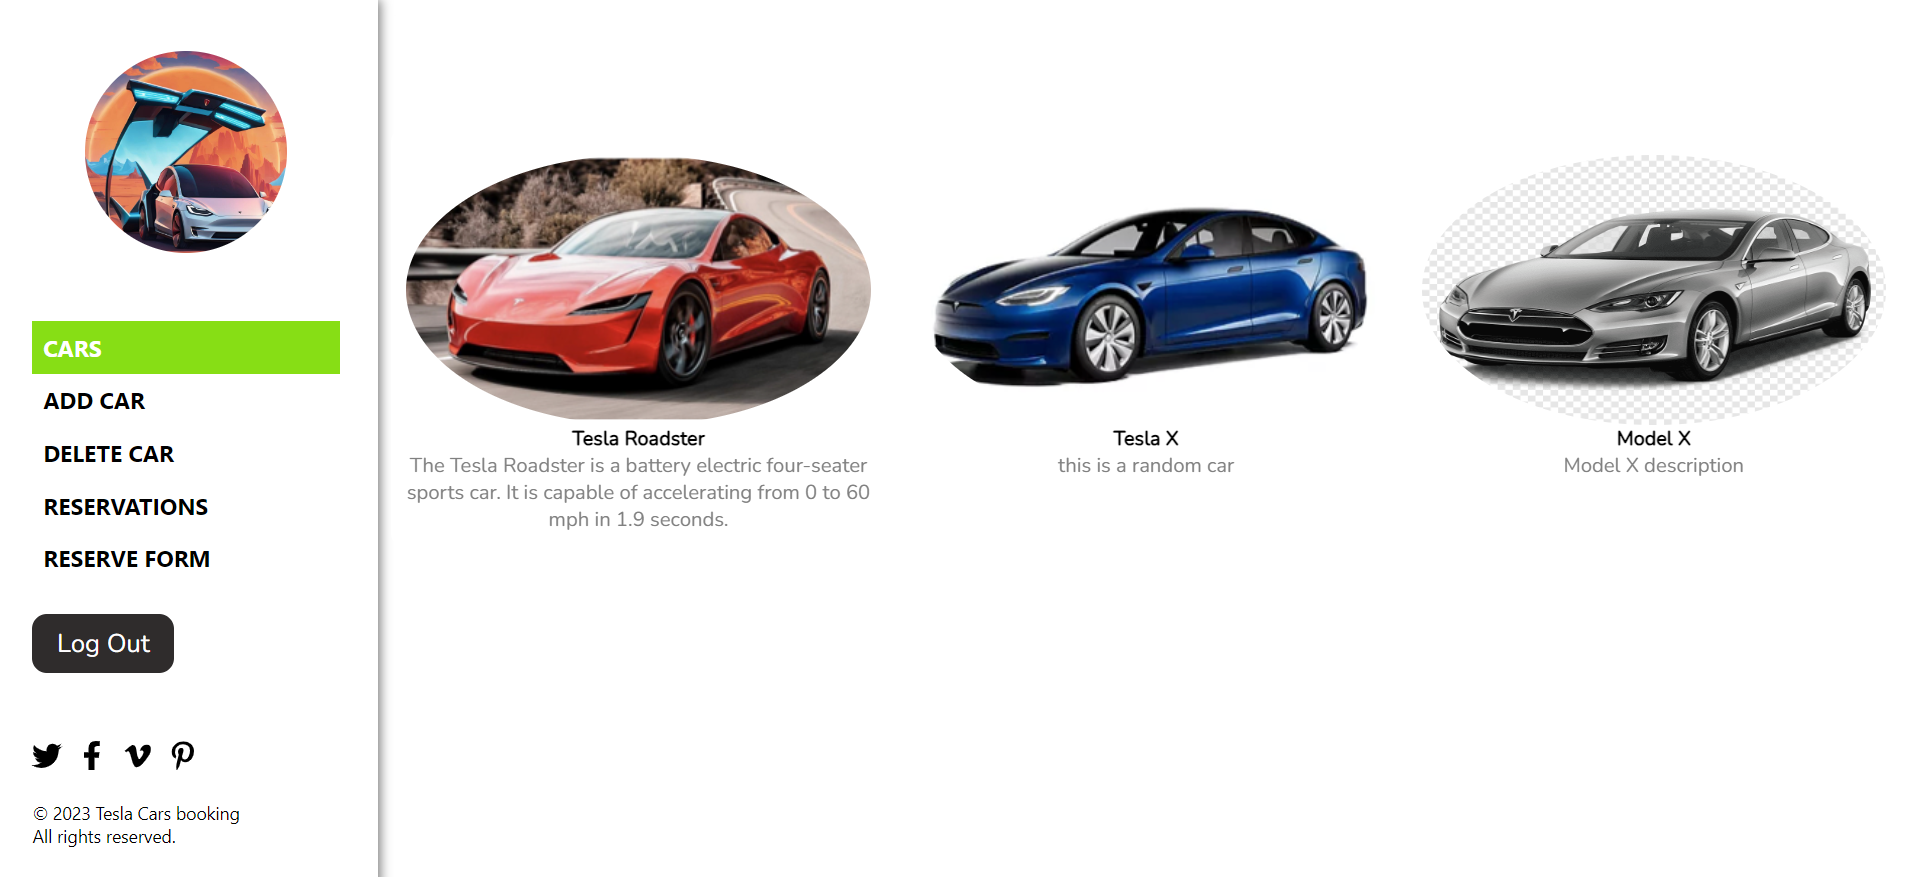 CARS
ADD CAR
DELETE CAR
RESERVATIONS
RESERVE FORM
Log Out
© 2023 Tesla Cars booking
All rights reserved.
Tesla Roadster
The Tesla Roadster is a battery electric four-seater
sports car. It is capable of accelerating from 0 to 60
mph in 1.9 seconds.
Tesla X
this is a random car
Model X
Model X description